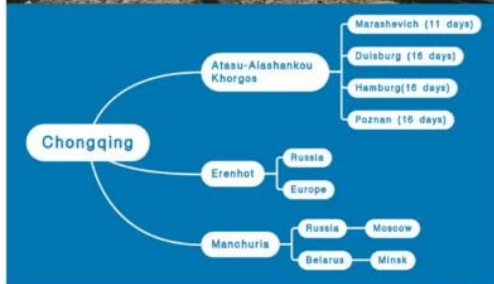 Marashevich (11 days)
Duisburg (16 days)
Atasu-Alashankou
Khorgos
Hamburg(16 days)
Poznan (16 days)
Chongqing
Russia
Erenhot
Europe
Russia
Moscow
Manchuria
Belarus
Minsk